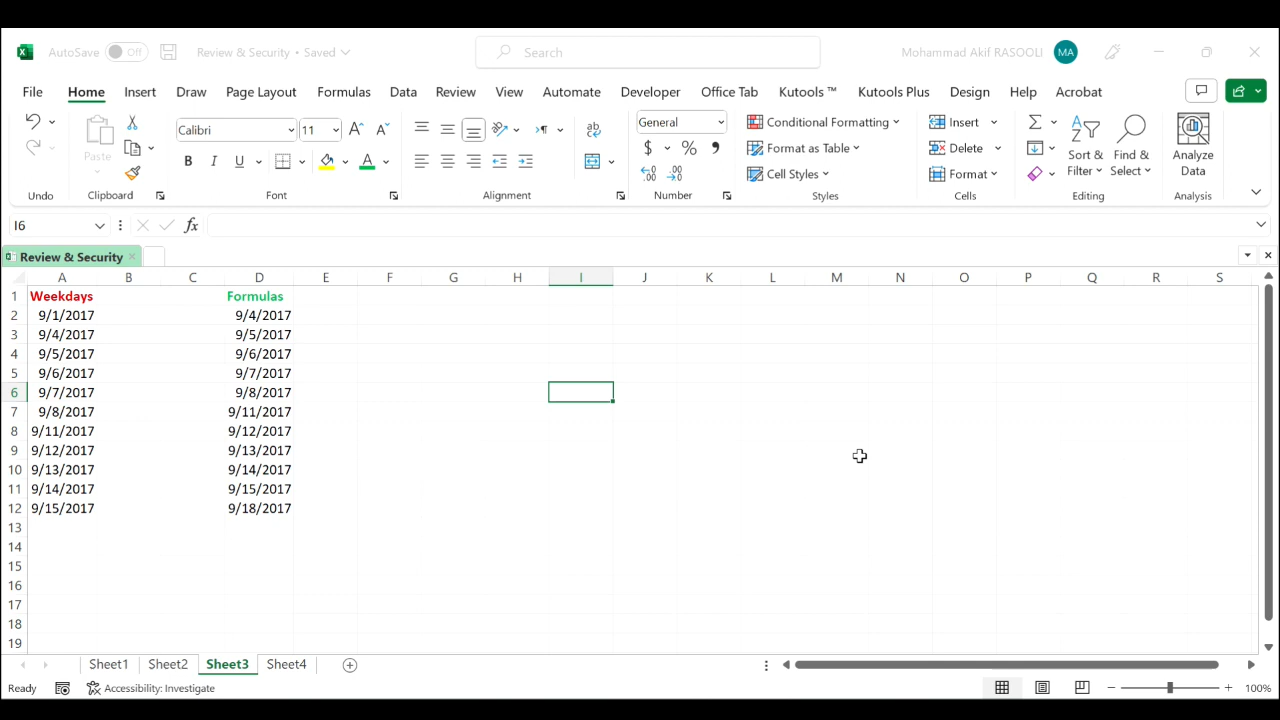 AutoSave Off Review & Security • Saved Search Mohammad Akif RASOOLI MA
File Home Insert Draw Page Layout Formulas Data Review View Automate Developer Office Tab Kutools ™ Kutools Plus Design Help Acrobat
Paste Calibri 11 General Conditional Formatting Insert
Format as Table Delete Sort & Find & Analyze
B I U A $ % Cell Styles Format Filter Select Data
Undo Clipboard Font Alignment Number Styles Cells Editing Analysis
I6 fx
Review & Security
A B C D E F G H I J K L M N O P Q R S
1 Weekdays Formulas
2 9/1/2017 9/4/2017
3 9/4/2017 9/5/2017
4 9/5/2017 9/6/2017
5 9/6/2017 9/7/2017
6 9/7/2017 9/8/2017
7 9/8/2017 9/11/2017
8 9/11/2017 9/12/2017
9 9/12/2017 9/13/2017
10 9/13/2017 9/14/2017
11 9/14/2017 9/15/2017
12 9/15/2017 9/18/2017
13
14
15
16
17
18
19
Sheet1 Sheet2 Sheet3 Sheet4
Ready Accessibility: Investigate 100%